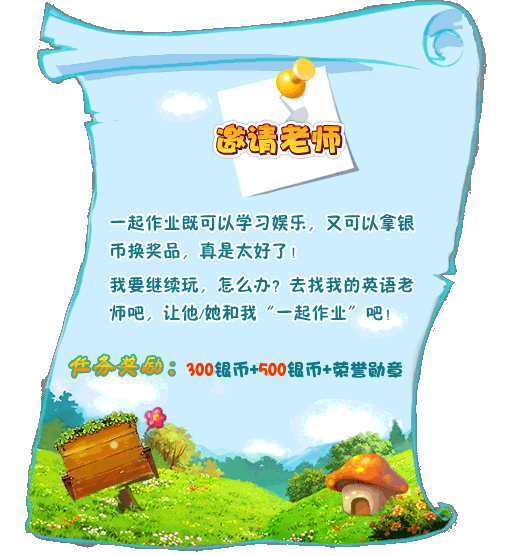 邀请老师
一起作业既可以学习娱乐，又可以拿银
币换奖品，真是太好了！
我要继续玩，怎么办？去找我的英语老
师吧，让他/她和我“一起作业”吧！
任务奖励：300银币+500银币+荣誉勋章